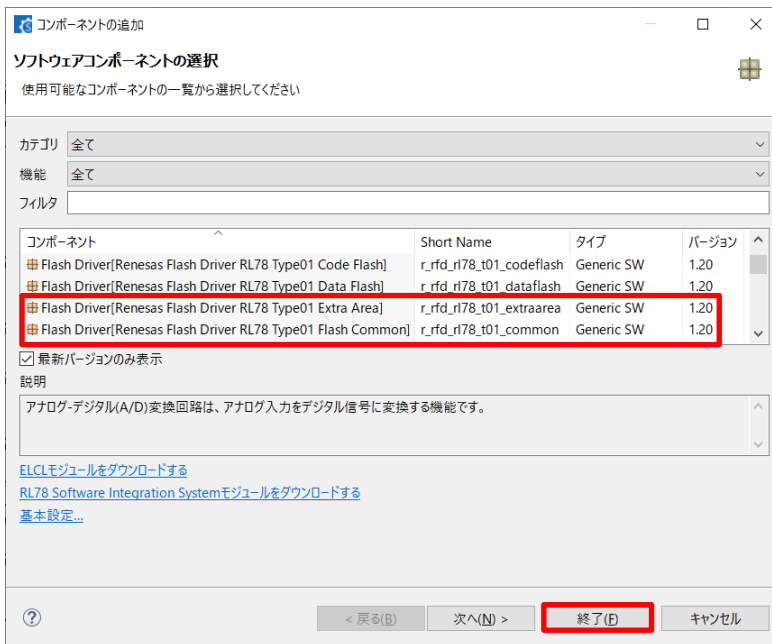 コンポーネントの追加
ソフトウェアコンポーネントの選択
使用可能なコンポーネントの一覧から選択してください
カテゴリ 全て
機能 全て
フィルタ
コンポーネント Short Name タイプ バージョン
Flash Driver[Renesas Flash Driver RL78 Type01 Code Flash] r_rfd_rl78_t01_codeflash Generic SW 1.20
Flash Driver[Renesas Flash Driver RL78 Type01 Data Flash] r_rfd_rl78_t01_dataflash Generic SW 1.20
Flash Driver[Renesas Flash Driver RL78 Type01 Extra Area] r_rfd_rl78_t01_extraarea Generic SW 1.20
Flash Driver[Renesas Flash Driver RL78 Type01 Flash Common] r_rfd_rl78_t01_common Generic SW 1.20
最新バージョンのみ表示
説明
アナログ-デジタル(A/D)変換回路は、アナログ入力をデジタル信号に変換する機能です。
ELCLモジュールをダウンロードする
RL78 Software Integration Systemモジュールをダウンロードする
基本設定...
< 戻る(B) 次へ(N) > 終了(F) キャンセル